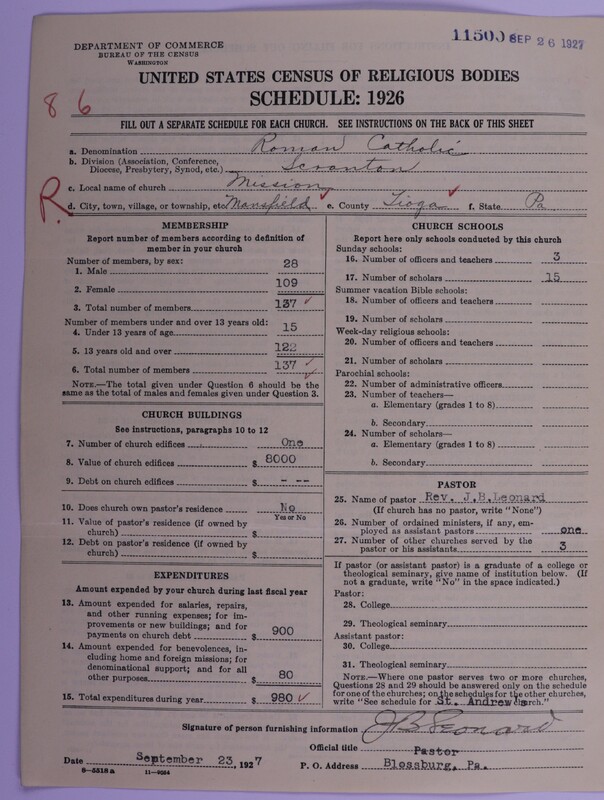 11500 SEP 26 1927
DEPARTMENT OF COMMERCE
BUREAU OF THE CENSUS
WASHINGTON
UNITED STATES CENSUS OF RELIGIOUS BODIES
SCHEDULE: 1926
8 6
FILL OUT A SEPARATE SCHEDULE FOR EACH CHURCH. SEE INSTRUCTIONS ON THE BACK OF THIS SHEET
a. Denomination Roman Catholic
b. Division (Association, Conference, Diocese, Presbytery, Synod, etc.) Scranton
c. Local name of church Mission
R
d. City, town, village, or township, etc. Mansfield e. County Tioga f. State Pa
MEMBERSHIP
Report number of members according to definition of
member in your church
Number of members, by sex:
1. Male 28
2. Female 109
3. Total number of members 137
Number of members under and over 13 years old:
4. Under 13 years of age 15
5. 13 years old and over 122
6. Total number of members 137
NOTE.—The total given under Question 6 should be
the same as the total of males and females given under Question 3.
CHURCH BUILDINGS
See instructions, paragraphs 10 to 12
7. Number of church edifices One
8. Value of church edifices $ 8000
9. Debt on church edifices $ - --
10. Does church own pastor's residence No
Yes or No
11. Value of pastor's residence (if owned by
church) $
12. Debt on pastor's residence (if owned by
church) $
EXPENDITURES
Amount expended by your church during last fiscal year
13. Amount expended for salaries, repairs,
and other running expenses; for im-
provements or new buildings; and for
payments on church debt $ 900
14. Amount expended for benevolences, in-
cluding home and foreign missions; for
denominational support; and for all
other purposes $ 80
15. Total expenditures during year $ 980
CHURCH SCHOOLS
Report here only schools conducted by this church
Sunday schools:
16. Number of officers and teachers 3
17. Number of scholars 15
Summer vacation Bible schools:
18. Number of officers and teachers
19. Number of scholars
Week-day religious schools:
20. Number of officers and teachers
21. Number of scholars
Parochial schools:
22. Number of administrative officers
23. Number of teachers—
a. Elementary (grades 1 to 8)
b. Secondary
24. Number of scholars—
a. Elementary (grades 1 to 8)
b. Secondary
PASTOR
25. Name of pastor Rev. J.B.Leonard
(If church has no pastor, write "None")
26. Number of ordained ministers, if any, em-
ployed as assistant pastors one
27. Number of other churches served by the
pastor or his assistants 3
If pastor (or assistant pastor) is a graduate of a college or
theological seminary, give name of institution below. (If
not a graduate, write "No" in the space indicated.)
Pastor:
28. College
29. Theological seminary
Assistant pastor:
30. College
31. Theological seminary
NOTE.—Where one pastor serves two or more churches,
Questions 28 and 29 should be answered only on the schedule
for one of the churches; on the schedules for the other churches,
write "See schedule for St. Andrews church."
Signature of person furnishing information J B Leonard
Official title Pastor
Date September 23, 1927 P. O. Address Blossburg, Pa.
8—5518 a 11—9264